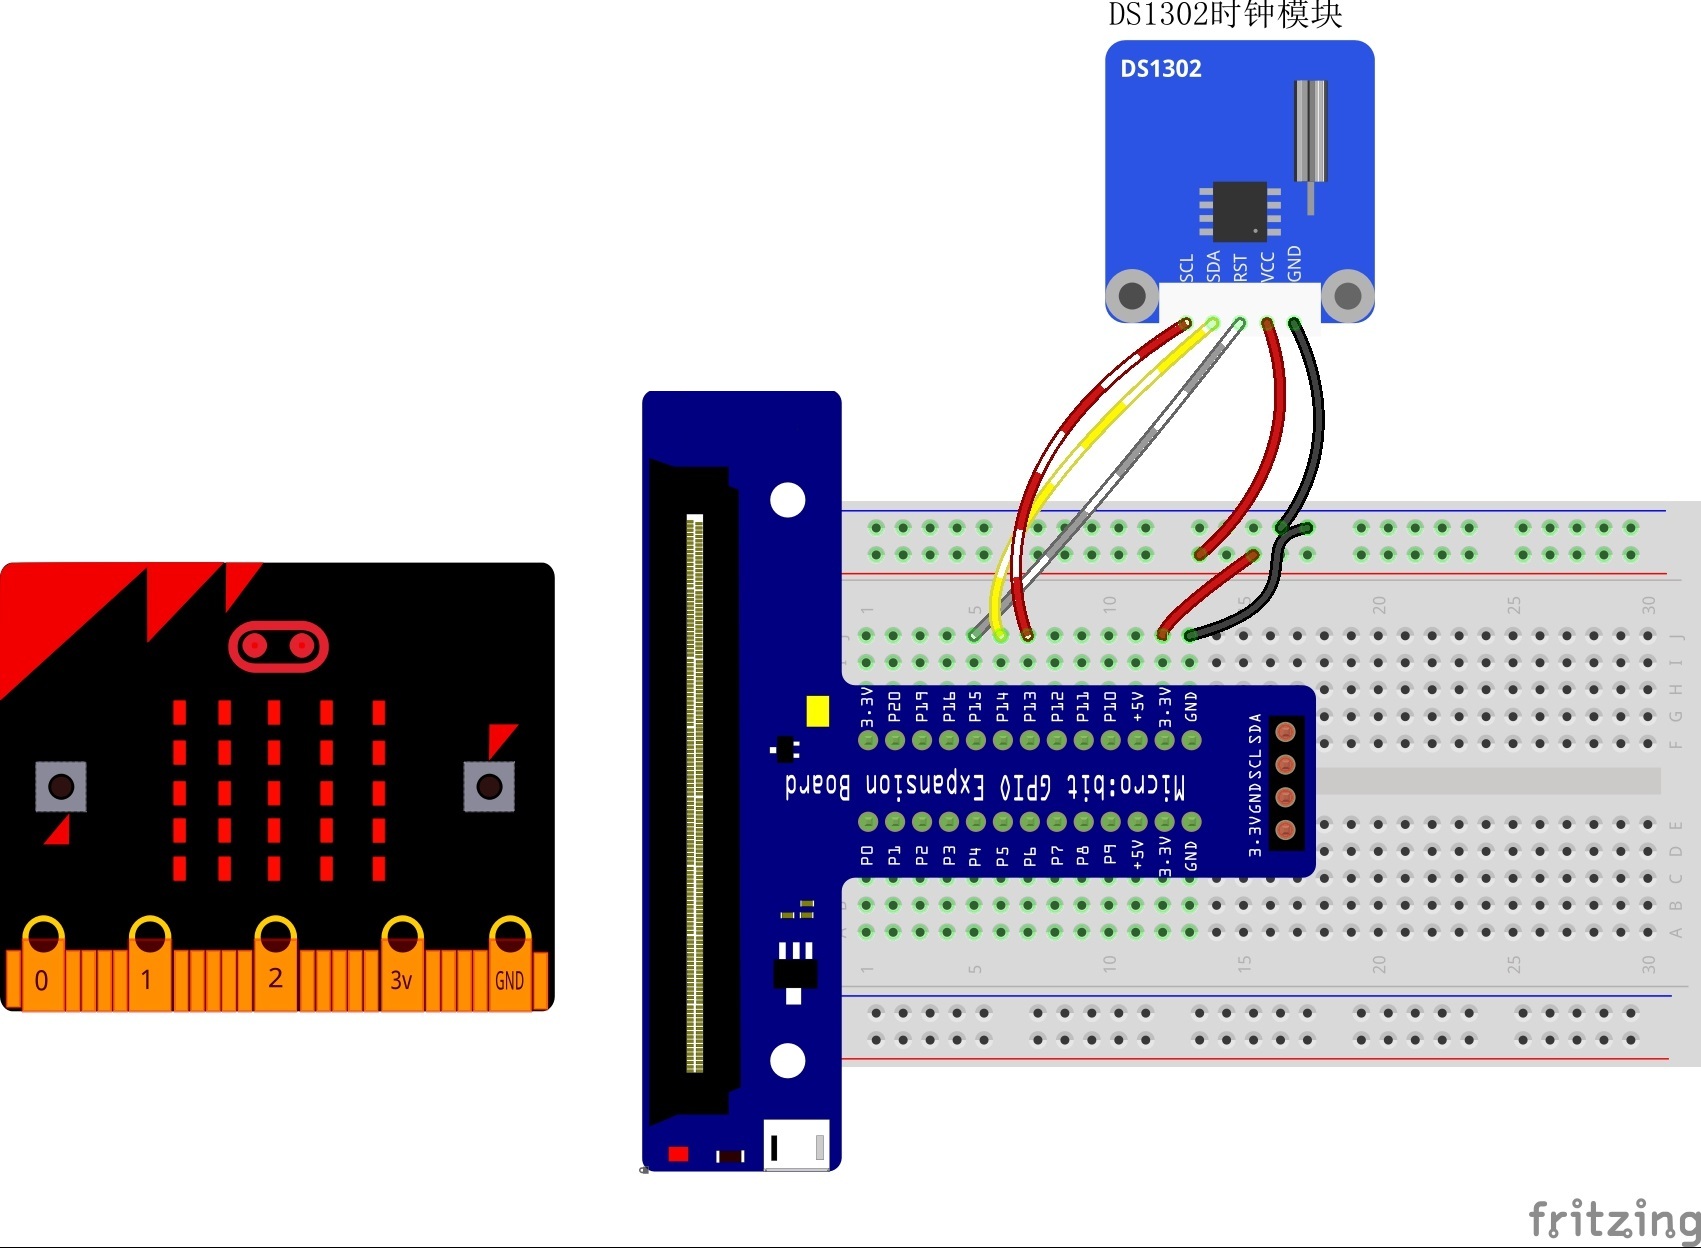 DS1302时钟模块
DS1302
SCL SDA RST VCC GND
1 5 10 15 20 25 30
J
I
H
G
F
3.3V P20 P19 P16 P15 P14 P13 P12 P11 P10 +5V 3.3V GND
Micro:bit GPIO Expansion Board
3.3V GND SCL SDA
P0 P1 P2 P3 P4 P5 P6 P7 P8 P9 +5V 3.3V GND
E
D
C
B
A
1 5 10 15 20 25 30
0 1 2 3v GND
fritzing